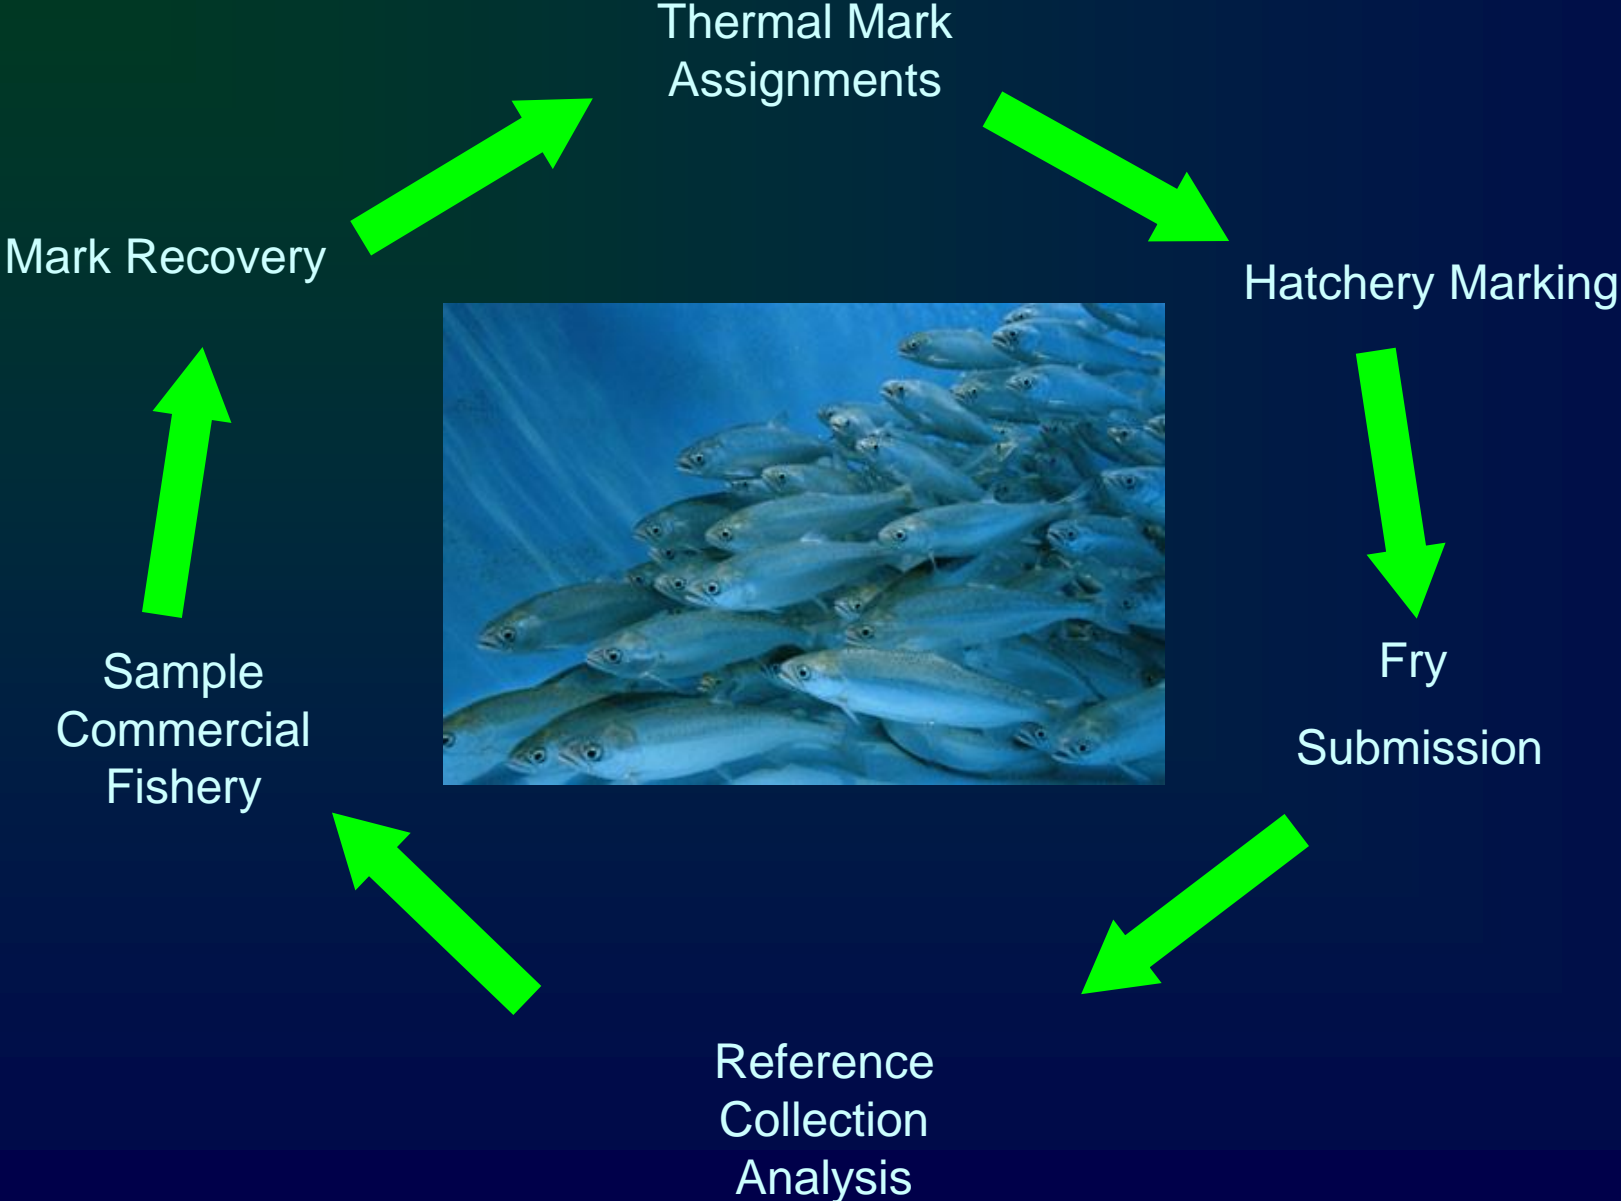 Thermal Mark
Assignments
Hatchery Marking
Fry
Submission
Reference
Collection
Analysis
Sample
Commercial
Fishery
Mark Recovery